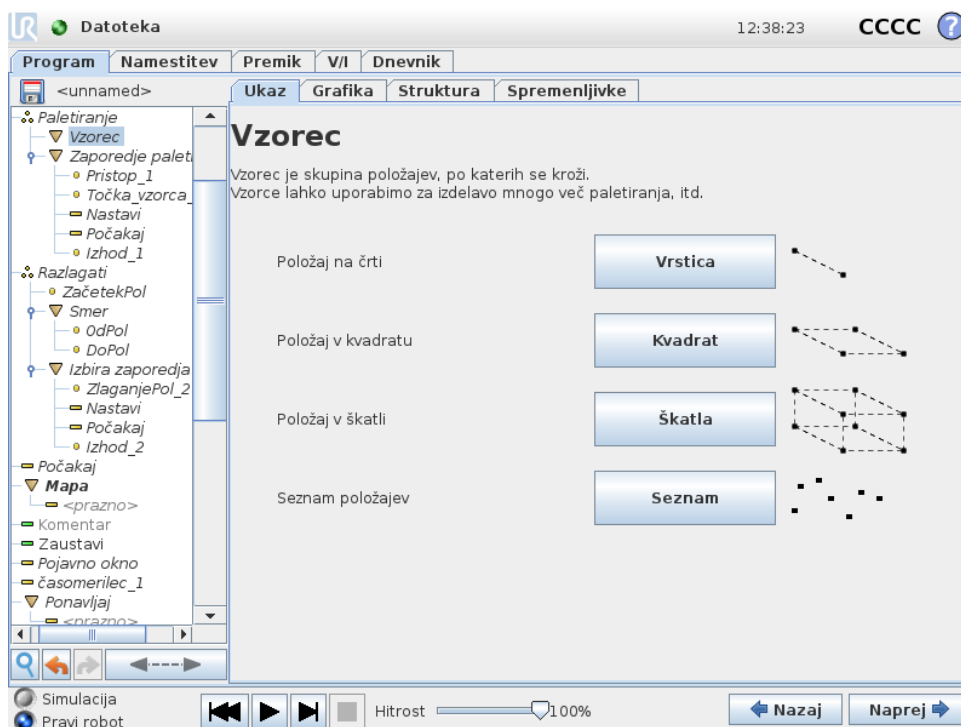 UR Datoteka 12:38:23 CCCC ?
Program Namestitev Premik V/I Dnevnik
<unnamed>
Ukaz Grafika Struktura Spremenljivke
Paletiranje
Vzorec
Zaporedje paleti
Pristop_1
Točka_vzorca_
Nastavi
Počakaj
Izhod_1
Razlagati
ZačetekPol
Smer
OdPol
DoPol
Izbira zaporedja
ZlaganjePol_2
Nastavi
Počakaj
Izhod_2
Počakaj
Mapa
<prazno>
Komentar
Zaustavi
Pojavno okno
časomerilec_1
Ponavljaj
<prazno>
Vzorec
Vzorec je skupina položajev, po katerih se kroži.
Vzorce lahko uporabimo za izdelavo mnogo več paletiranja, itd.
Položaj na črti Vrstica
Položaj v kvadratu Kvadrat
Položaj v škatli Škatla
Seznam položajev Seznam
Simulacija
Pravi robot
Hitrost 100%
Nazaj Naprej